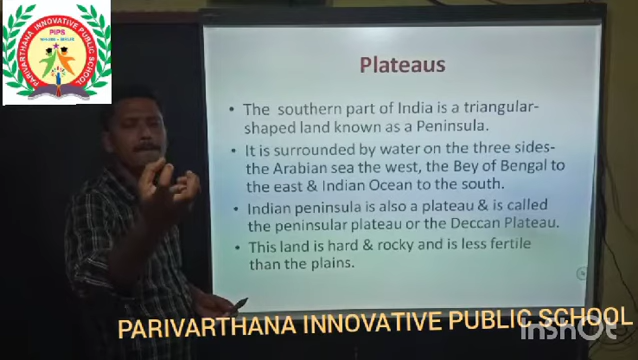 PARIVARTHANA INNOVATIVE PUBLIC SCHOOL
PIPS
Plateaus
• The southern part of India is a triangular-
shaped land known as a Peninsula.
• It is surrounded by water on the three sides-
the Arabian sea the west, the Bey of Bengal to
the east & Indian Ocean to the south.
• Indian peninsula is also a plateau & is called
the peninsular plateau or the Deccan Plateau.
• This land is hard & rocky and is less fertile
than the plains.
PARIVARTHANA INNOVATIVE PUBLIC SCHOOL
InShOt